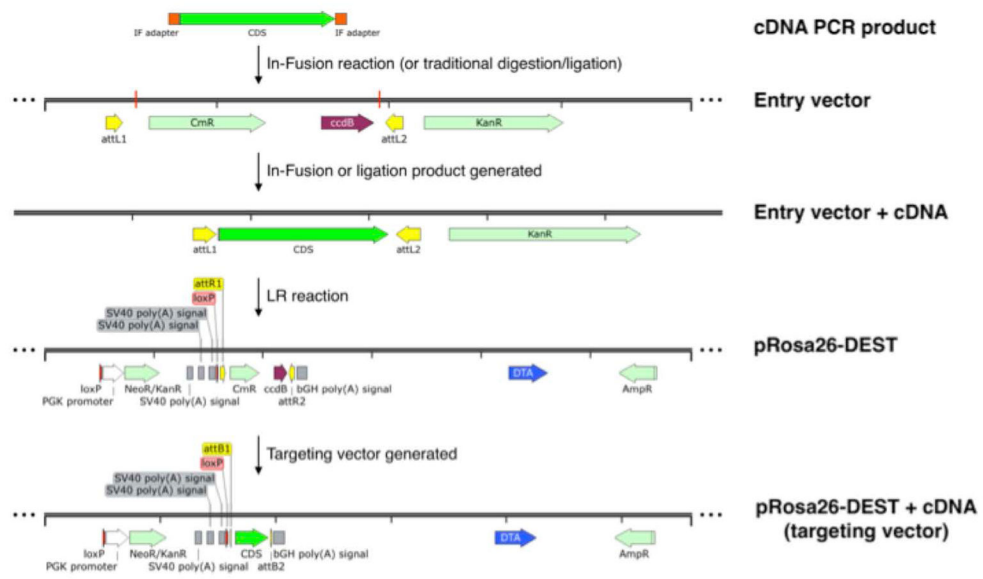 cDNA PCR product
IF adapter CDS IF adapter
In-Fusion reaction (or traditional digestion/ligation)
Entry vector
CmR ccdB KanR
attL1 attL2
In-Fusion or ligation product generated
Entry vector + cDNA
KanR
attL1 CDS attL2
attR1
LR reaction
loxP
SV40 poly(A) signal
SV40 poly(A) signal
pRosa26-DEST
DTA
loxP NeoR/KanR CmR ccdB bGH poly(A) signal AmpR
PGK promoter SV40 poly(A) signal attR2
attB1
Targeting vector generated
loxP
SV40 poly(A) signal
SV40 poly(A) signal
pRosa26-DEST + cDNA
(targeting vector)
DTA
loxP NeoR/KanR CDS bGH poly(A) signal AmpR
PGK promoter SV40 poly(A) signal attB2